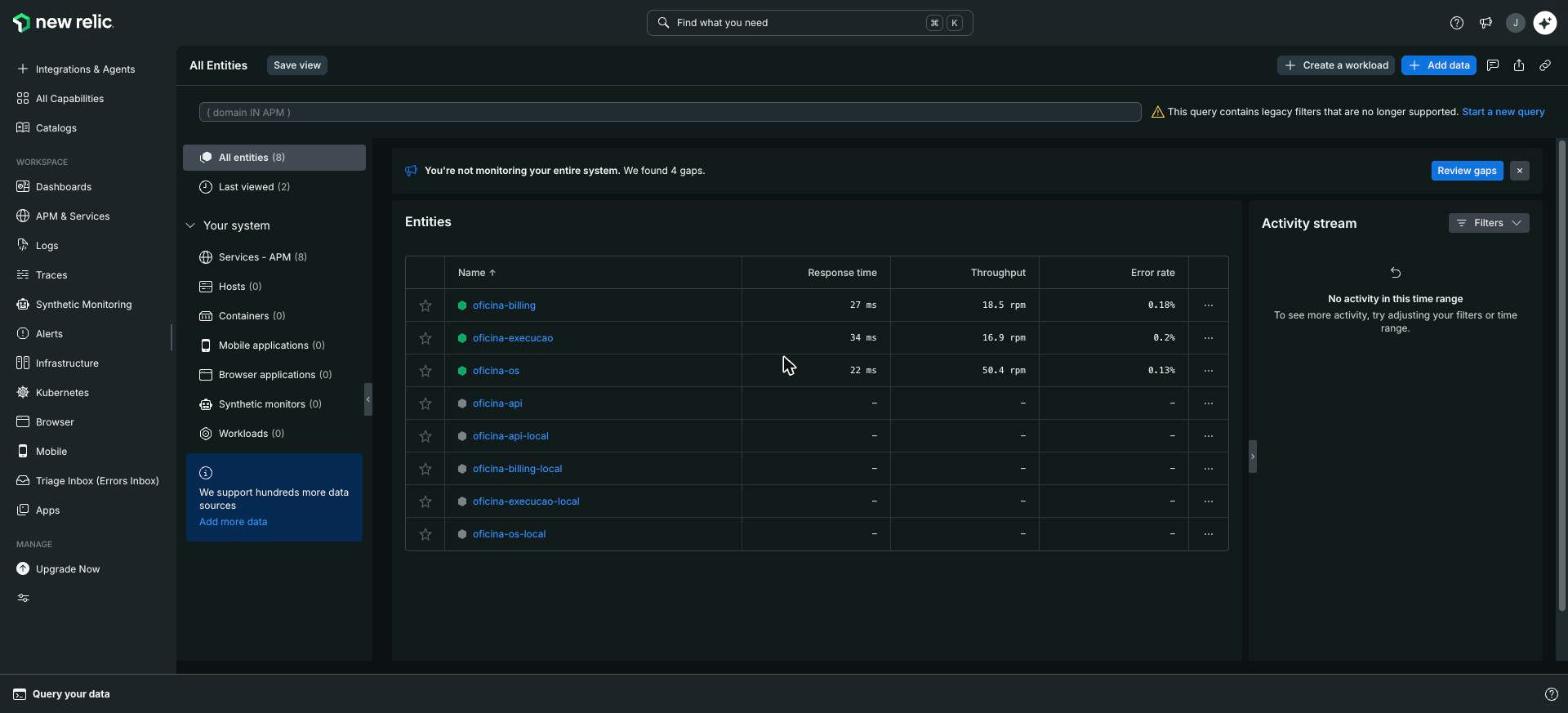 new relic.
Find what you need
⌘ K
J
Integrations & Agents
All Capabilities
Catalogs
WORKSPACE
Dashboards
APM & Services
Logs
Traces
Synthetic Monitoring
Alerts
Infrastructure
Kubernetes
Browser
Mobile
Triage Inbox (Errors Inbox)
Apps
MANAGE
Upgrade Now
All Entities
Save view
Create a workload
Add data
( domain IN APM )
This query contains legacy filters that are no longer supported. Start a new query
All entities (8)
Last viewed (2)
Your system
Services - APM (8)
Hosts (0)
Containers (0)
Mobile applications (0)
Browser applications (0)
Synthetic monitors (0)
Workloads (0)
We support hundreds more data
sources
Add more data
You're not monitoring your entire system. We found 4 gaps.
Review gaps
Entities
Name ↑ Response time Throughput Error rate
oficina-billing 27 ms 18.5 rpm 0.18% ...
oficina-execucao 34 ms 16.9 rpm 0.2% ...
oficina-os 22 ms 50.4 rpm 0.13% ...
oficina-api – – – ...
oficina-api-local – – – ...
oficina-billing-local – – – ...
oficina-execucao-local – – – ...
oficina-os-local – – – ...
Activity stream
Filters
No activity in this time range
To see more activity, try adjusting your filters or time
range.
Query your data